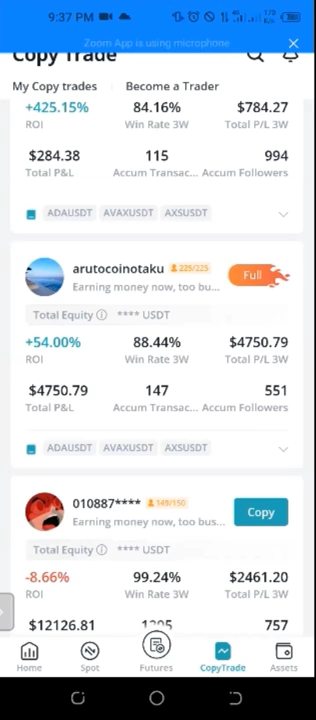 9:37 PM
Zoom App is using microphone
Copy Trade
My Copy trades
Become a Trader
+425.15% 84.16% $784.27
ROI Win Rate 3W Total P/L 3W
$284.38 115 994
Total P&L Accum Transac... Accum Followers
ADAUSDT AVAXUSDT AXSUSDT
arutocoinotaku 225/225
Full
Earning money now, too bu...
Total Equity **** USDT
+54.00% 88.44% $4750.79
ROI Win Rate 3W Total P/L 3W
$4750.79 147 551
Total P&L Accum Transac... Accum Followers
ADAUSDT AVAXUSDT AXSUSDT
010887**** 149/150
Copy
Earning money now, too bus...
Total Equity **** USDT
-8.66% 99.24% $2461.20
ROI Win Rate 3W Total P/L 3W
$12126.81 757
Home Spot Futures CopyTrade Assets